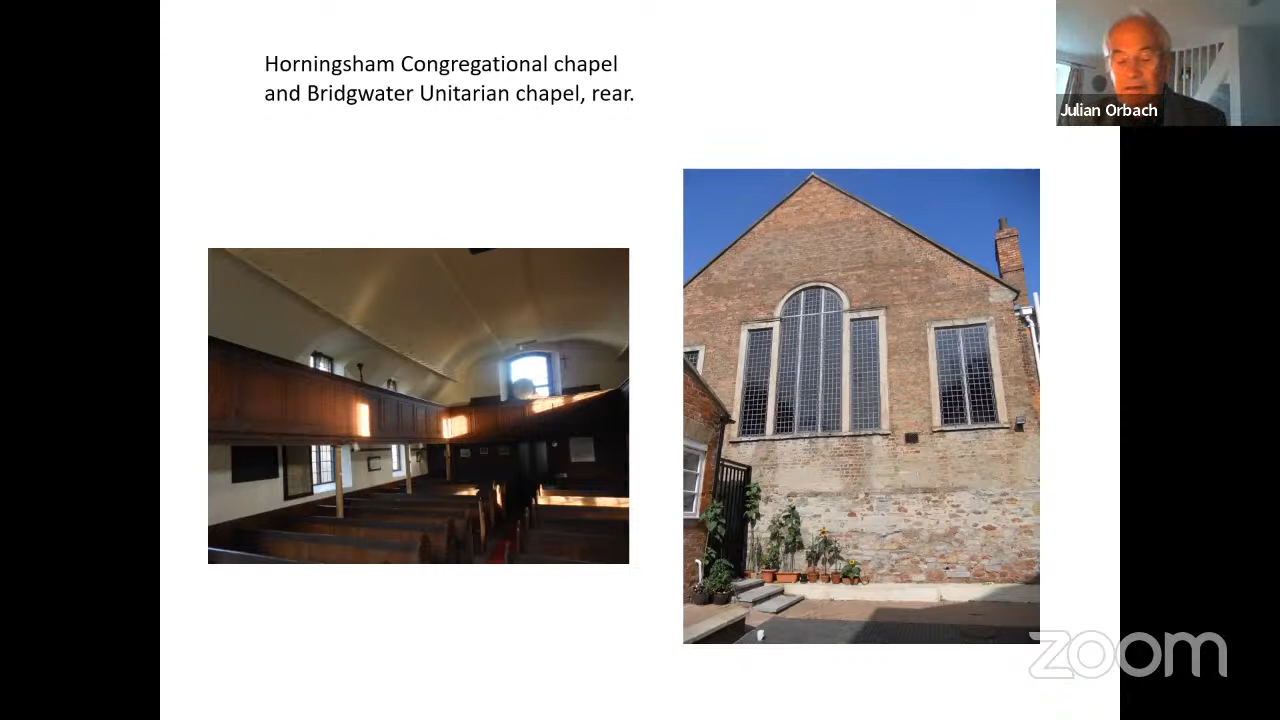 Horningsham Congregational chapel
and Bridgwater Unitarian chapel, rear.
Julian Orbach
zoom